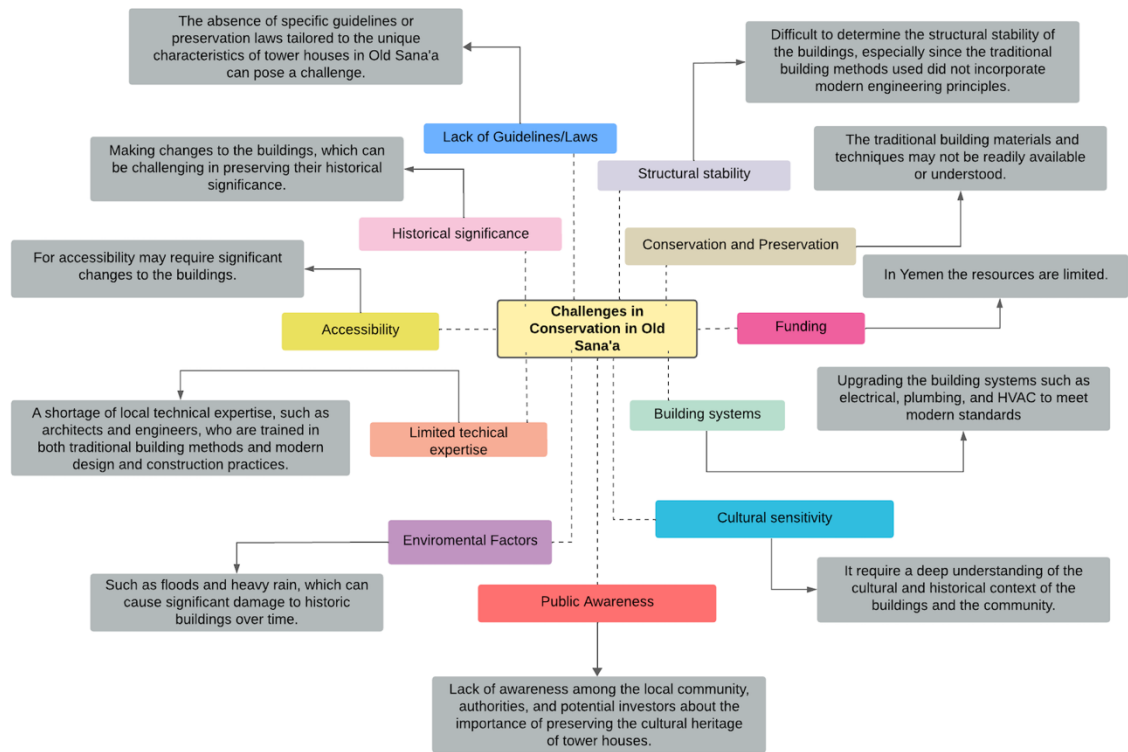 The absence of specific guidelines or
preservation laws tailored to the unique
characteristics of tower houses in Old Sana'a
can pose a challenge.
Lack of Guidelines/Laws
Difficult to determine the structural stability of
the buildings, especially since the traditional
building methods used did not incorporate
modern engineering principles.
Structural stability
Making changes to the buildings, which can
be challenging in preserving their historical
significance.
Historical significance
The traditional building materials and
techniques may not be readily available
or understood.
Conservation and Preservation
For accessibility may require significant
changes to the buildings.
Accessibility
Challenges in
Conservation in Old
Sana'a
In Yemen the resources are limited.
Funding
A shortage of local technical expertise, such as
architects and engineers, who are trained in
both traditional building methods and modern
design and construction practices.
Limited techical
expertise
Building systems
Upgrading the building systems such as
electrical, plumbing, and HVAC to meet
modern standards
Enviromental Factors
Such as floods and heavy rain, which can
cause significant damage to historic
buildings over time.
Cultural sensitivity
It require a deep understanding of the
cultural and historical context of the
buildings and the community.
Public Awareness
Lack of awareness among the local community,
authorities, and potential investors about the
importance of preserving the cultural heritage
of tower houses.